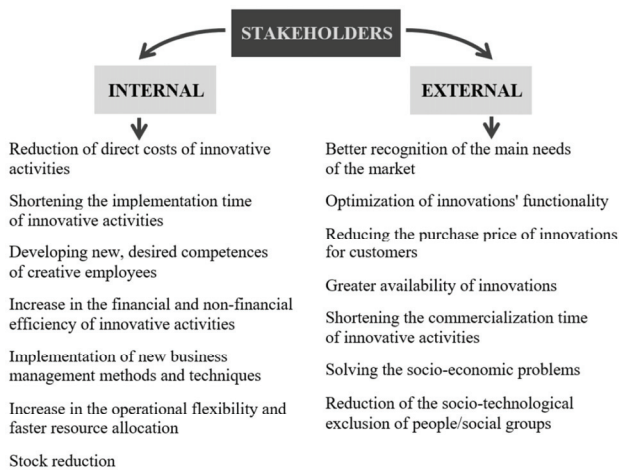 STAKEHOLDERS
INTERNAL
Reduction of direct costs of innovative
activities
Shortening the implementation time
of innovative activities
Developing new, desired competences
of creative employees
Increase in the financial and non-financial
efficiency of innovative activities
Implementation of new business
management methods and techniques
Increase in the operational flexibility and
faster resource allocation
Stock reduction
EXTERNAL
Better recognition of the main needs
of the market
Optimization of innovations' functionality
Reducing the purchase price of innovations
for customers
Greater availability of innovations
Shortening the commercialization time
of innovative activities
Solving the socio-economic problems
Reduction of the socio-technological
exclusion of people/social groups